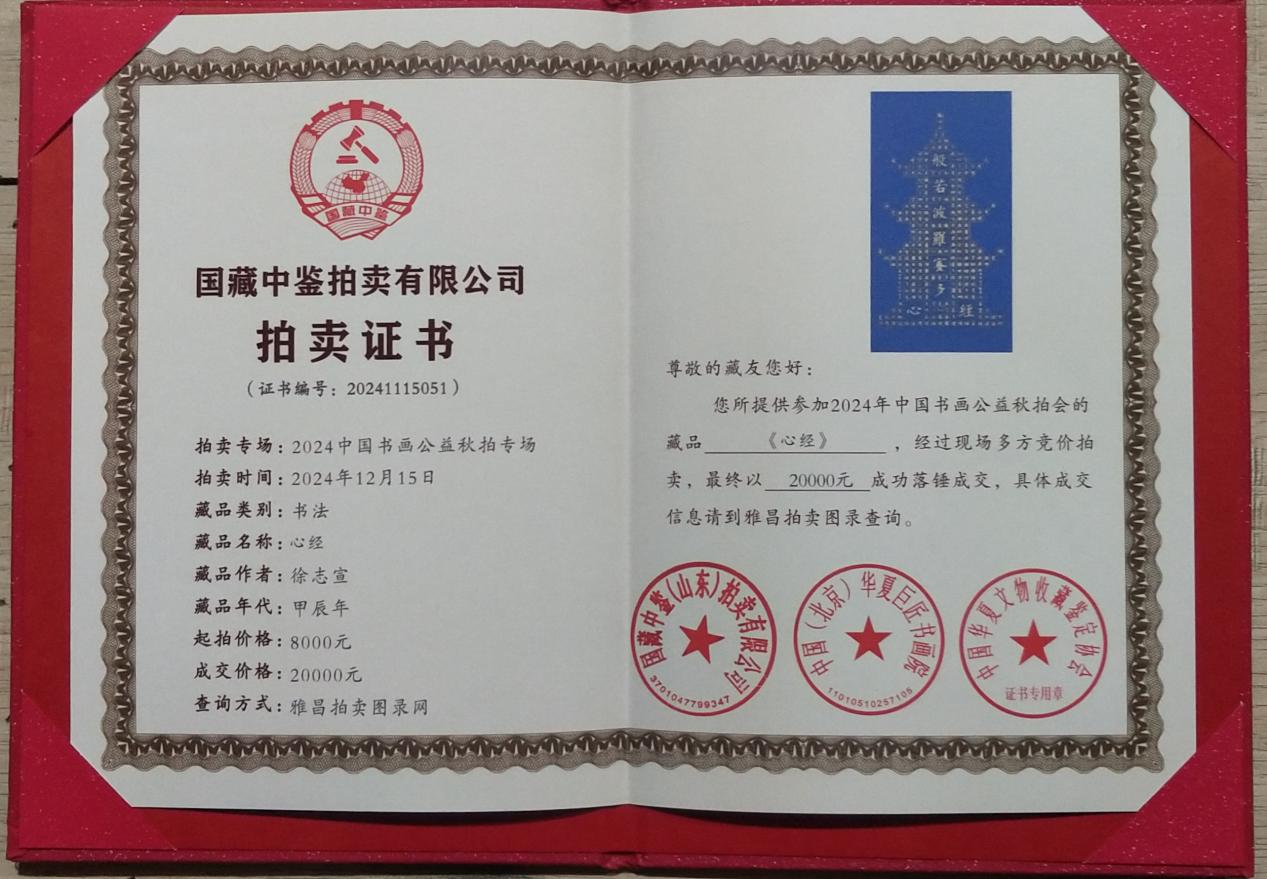 国藏中鉴
国藏中鉴拍卖有限公司
拍卖证书
（证书编号：20241115051）
拍卖专场：2024中国书画公益秋拍专场
拍卖时间：2024年12月15日
藏品类别：书法
藏品名称：心经
藏品作者：徐志宣
藏品年代：甲辰年
起拍价格：8000元
成交价格：20000元
查询方式：雅昌拍卖图录网
般若波羅蜜多
心 经
尊敬的藏友您好：
您所提供参加2024年中国书画公益秋拍会的
藏品《心经》，经过现场多方竞价拍
卖，最终以20000元成功落锤成交，具体成交
信息请到雅昌拍卖图录查询。
国藏中鉴(山东)拍卖有限公司
3701047799347
中国（北京）华夏巨匠书画院
11010510257105
中国华夏文物收藏鉴定协会
证书专用章